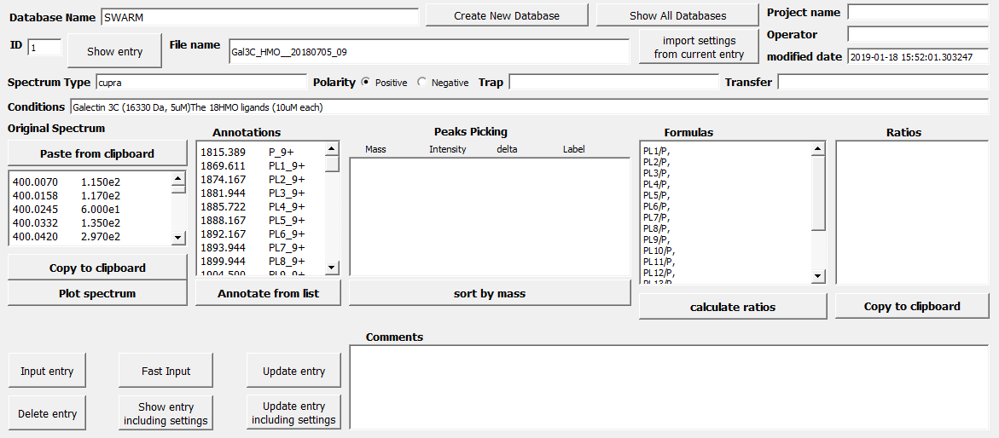 Database Name SWARM Create New Database Show All Databases Project name
ID 1 Show entry File name Gal3C_HMO__20180705_09 import settings from current entry Operator
modified date 2019-01-18 15:52:01.303247
Spectrum Type cupra Polarity Positive Negative Trap Transfer
Conditions Galectin 3C (16330 Da, 5uM)The 18HMO ligands (10uM each)
Original Spectrum
Paste from clipboard
400.0070 1.150e2
400.0158 1.170e2
400.0245 6.000e1
400.0332 1.350e2
400.0420 2.970e2
Copy to clipboard
Plot spectrum
Annotations
1815.389 P_9+
1869.611 PL1_9+
1874.167 PL2_9+
1881.944 PL3_9+
1885.722 PL4_9+
1888.167 PL5_9+
1892.167 PL6_9+
1893.944 PL7_9+
1899.944 PL8_9+
1904.500 PL9_9+
Annotate from list
Peaks Picking
Mass Intensity delta Label
sort by mass
Formulas
PL1/P,
PL2/P,
PL3/P,
PL4/P,
PL5/P,
PL6/P,
PL7/P,
PL8/P,
PL9/P,
PL10/P,
PL11/P,
PL12/P,
PL13/P,
calculate ratios
Ratios
Copy to clipboard
Comments
Input entry Fast Input Update entry
Delete entry Show entry including settings Update entry including settings